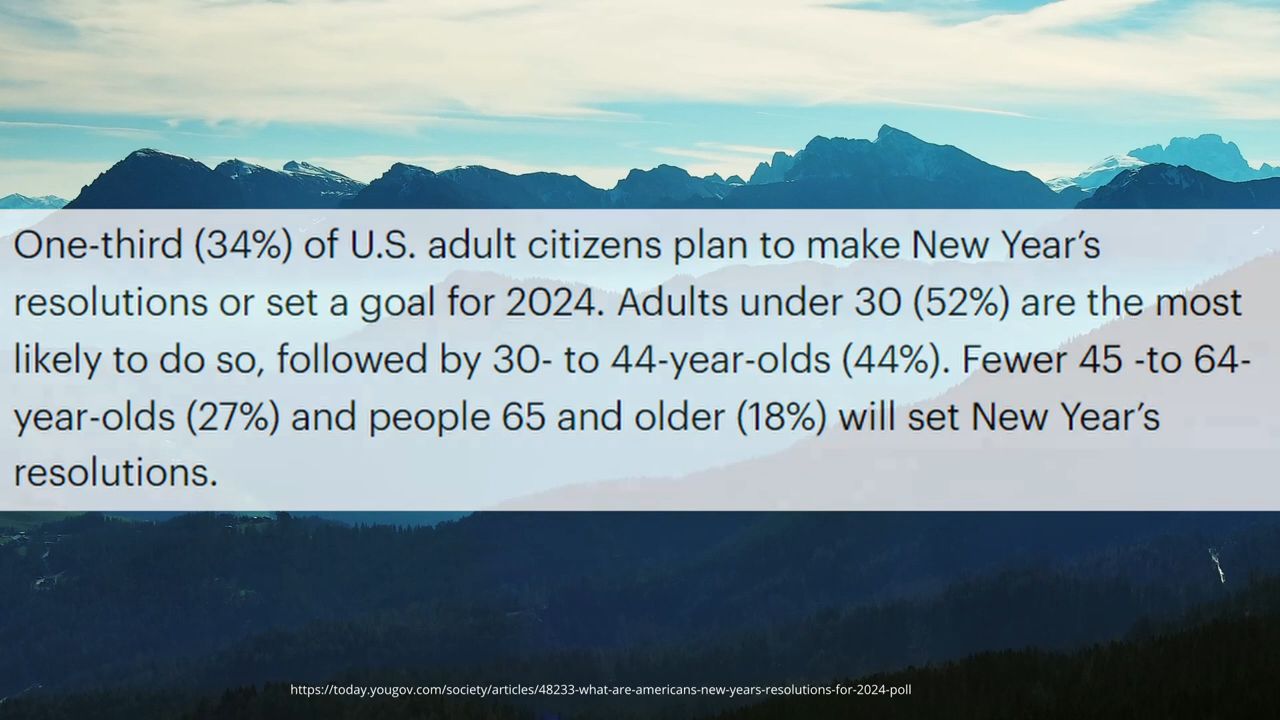 One-third (34%) of U.S. adult citizens plan to make New Year’s
resolutions or set a goal for 2024. Adults under 30 (52%) are the most
likely to do so, followed by 30- to 44-year-olds (44%). Fewer 45 -to 64-
year-olds (27%) and people 65 and older (18%) will set New Year’s
resolutions.
https://today.yougov.com/society/articles/48233-what-are-americans-new-years-resolutions-for-2024-poll